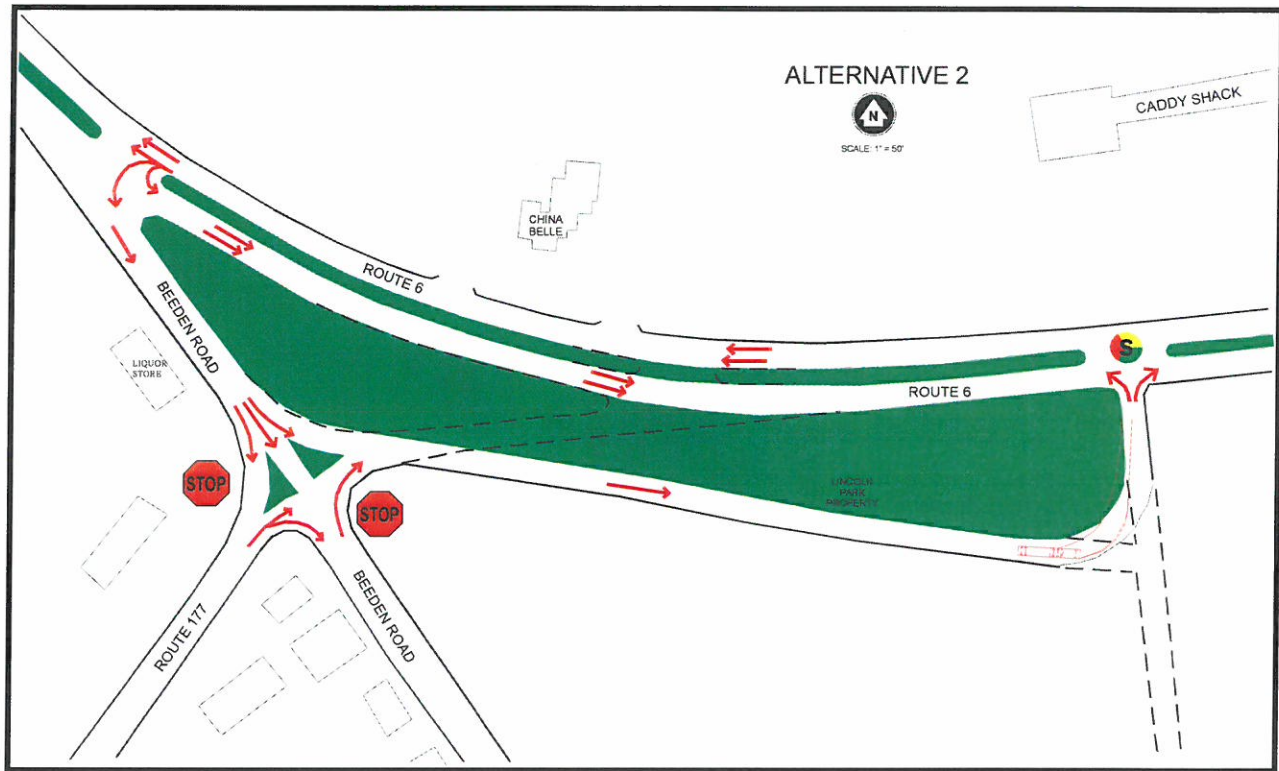 ALTERNATIVE 2
N
SCALE: 1" = 50'
CADDY SHACK
CHINA
BELLE
ROUTE 6
BEEDEN ROAD
LIQUOR
STORE
S
ROUTE 6
STOP
STOP
LINCOLN
PARK
PROPERTY
ROUTE 177
BEEDEN ROAD